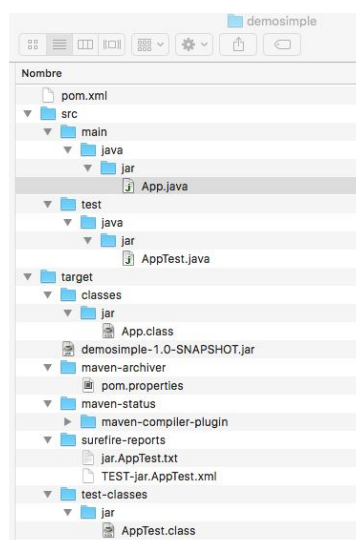 demosimple
Nombre
pom.xml
src
main
java
jar
App.java
test
java
jar
AppTest.java
target
classes
jar
App.class
demosimple-1.0-SNAPSHOT.jar
maven-archiver
pom.properties
maven-status
maven-compiler-plugin
surefire-reports
jar.AppTest.txt
TEST-jar.AppTest.xml
test-classes
jar
AppTest.class